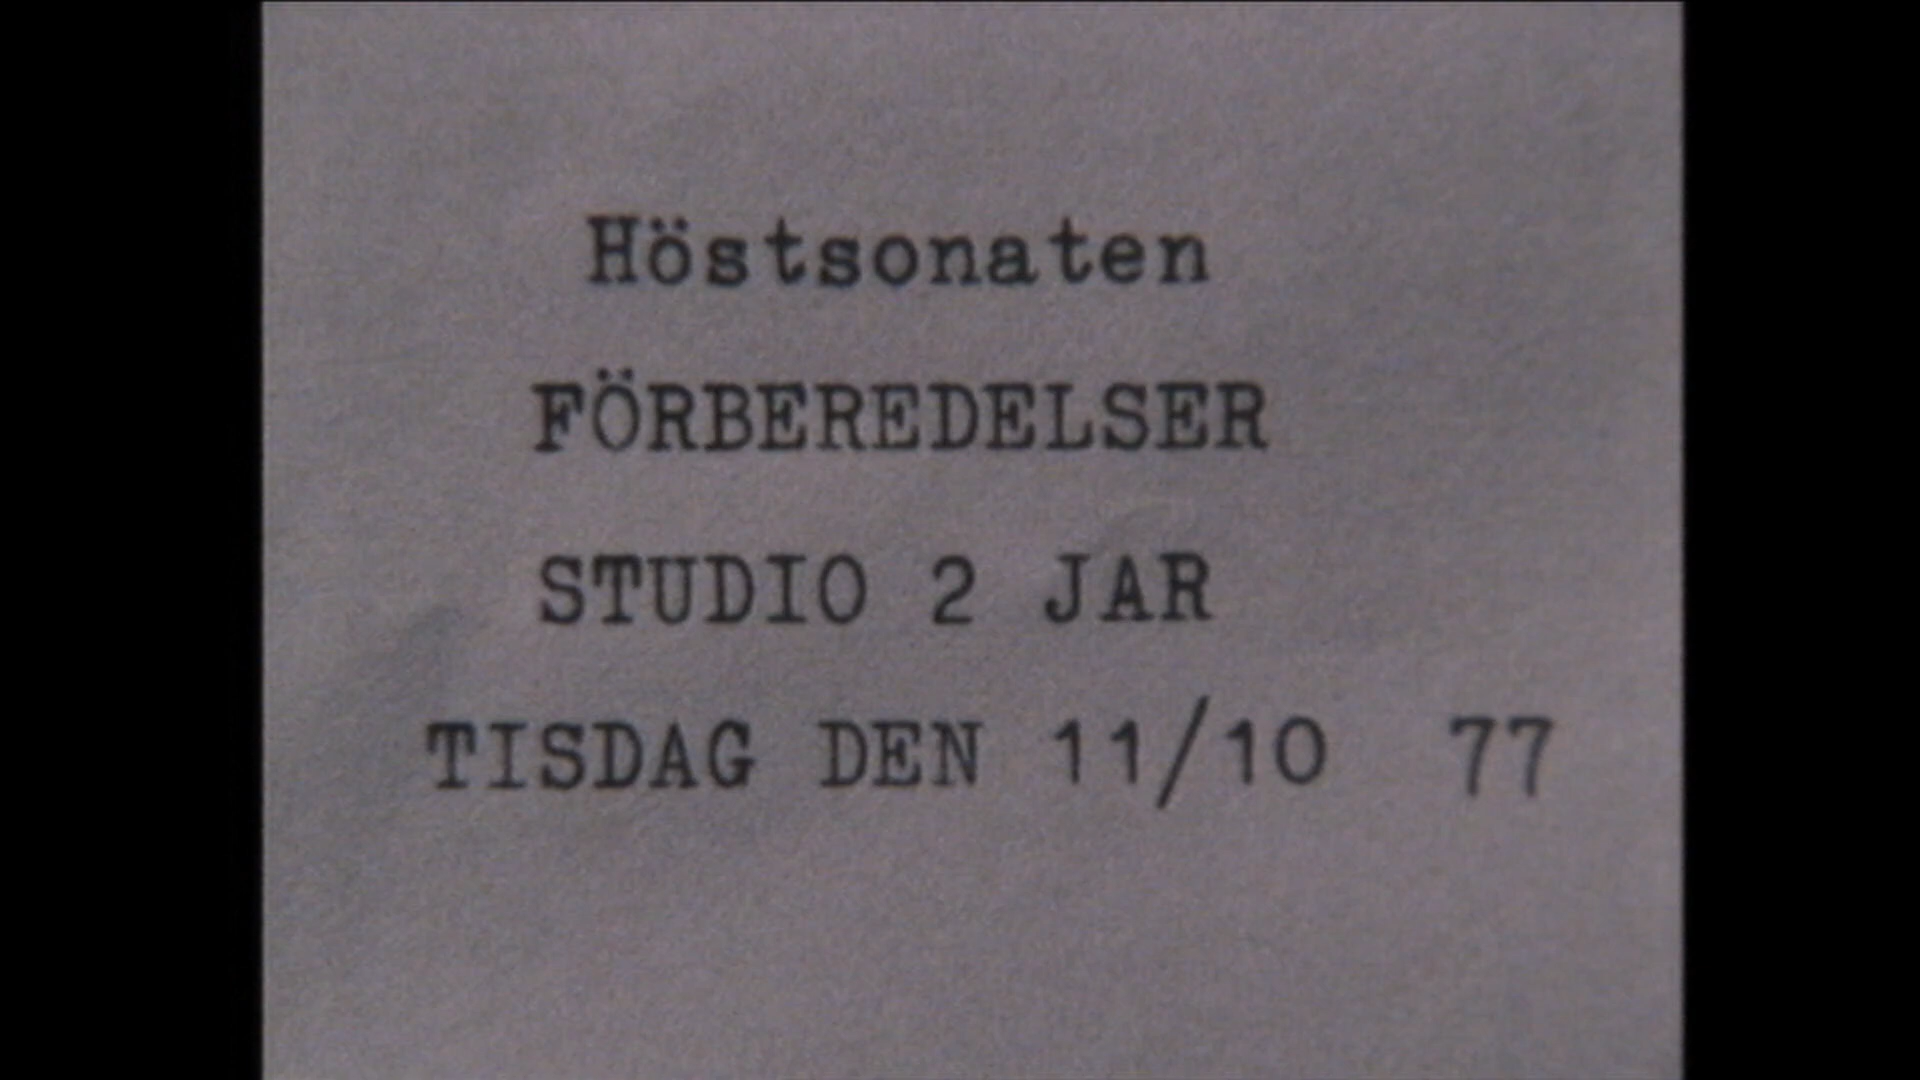 Höstsonaten
FÖRBEREDELSER
STUDIO 2 JAR
TISDAG DEN 11/10 77